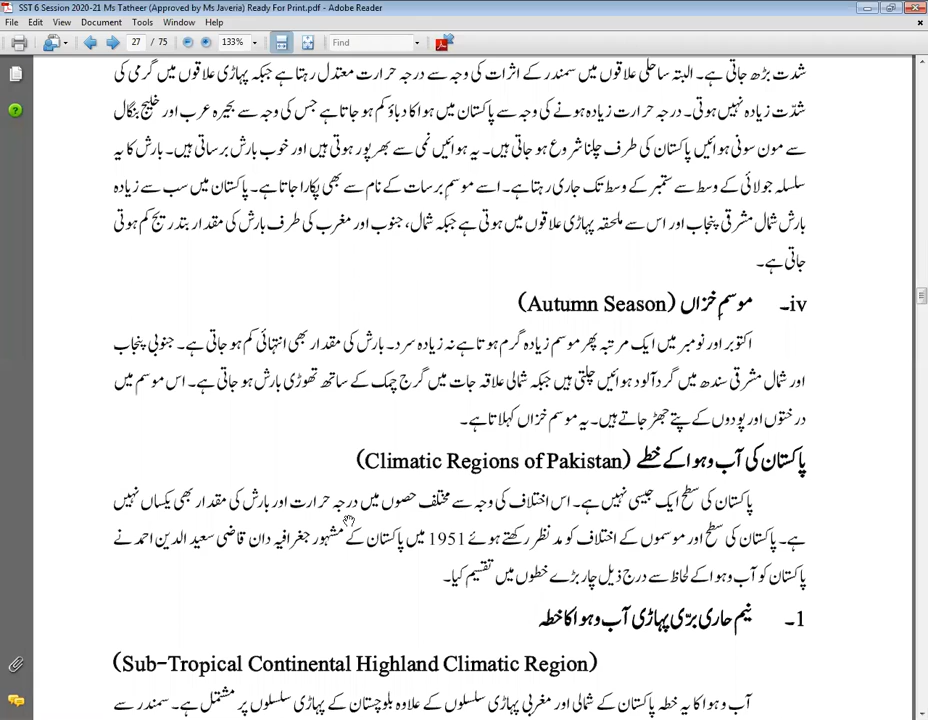 SST 6 Session 2020-21 Ms Tatheer (Approved by Ms Javeria) Ready For Print.pdf - Adobe Reader
File Edit View Document Tools Window Help
27 / 75 133% Find
شدت بڑھ جاتی ہے۔ البتہ ساحلی علاقوں میں سمندر کے اثرات کی وجہ سے درجہ حرارت معتدل رہتا ہے جبکہ پہاڑی علاقوں میں گرمی کی
شدّت زیادہ نہیں ہوتی۔ درجہ حرارت زیادہ ہونے کی وجہ سے پاکستان میں ہوا کا دباؤ کم ہو جاتا ہے جس کی وجہ سے بحیرہ عرب اور خلیج بنگال
سے مون سونی ہوائیں پاکستان کی طرف چلنا شروع ہو جاتی ہیں۔ یہ ہوائیں نمی سے بھرپور ہوتی ہیں اور خوب بارش برساتی ہیں۔ بارش کا یہ
سلسلہ جولائی کے وسط سے ستمبر کے وسط تک جاری رہتا ہے۔ اسے موسمِ برسات کے نام سے بھی پکارا جاتا ہے۔ پاکستان میں سب سے زیادہ
بارش شمال مشرقی پنجاب اور اس سے ملحقہ پہاڑی علاقوں میں ہوتی ہے جبکہ شمال، جنوب اور مغرب کی طرف بارش کی مقدار بتدریج کم ہوتی
جاتی ہے۔
iv۔ موسمِ خزاں (Autumn Season)
اکتوبر اور نومبر میں ایک مرتبہ پھر موسم زیادہ گرم ہوتا ہے نہ زیادہ سرد۔ بارش کی مقدار بھی انتہائی کم ہو جاتی ہے۔ جنوبی پنجاب
اور شمال مشرقی سندھ میں گرد آلود ہوائیں چلتی ہیں جبکہ شمالی علاقہ جات میں گرج چمک کے ساتھ تھوڑی بارش ہو جاتی ہے۔ اس موسم میں
درختوں اور پودوں کے پتے جھڑ جاتے ہیں۔ یہ موسم خزاں کہلاتا ہے۔
پاکستان کی آب و ہوا کے خطے (Climatic Regions of Pakistan)
پاکستان کی سطح ایک جیسی نہیں ہے۔ اس اختلاف کی وجہ سے مختلف حصوں میں درجہ حرارت اور بارش کی مقدار بھی یکساں نہیں
ہے۔ پاکستان کی سطح اور موسموں کے اختلاف کو مد نظر رکھتے ہوئے 1951 میں پاکستان کے مشہور جغرافیہ دان قاضی سعید الدین احمد نے
پاکستان کو آب و ہوا کے لحاظ سے درج ذیل چار بڑے خطوں میں تقسیم کیا۔
1۔ نیم حاری برّی پہاڑی آب و ہوا کا خطہ
(Sub-Tropical Continental Highland Climatic Region)
آب و ہوا کا یہ خطہ پاکستان کے شمالی اور مغربی پہاڑی سلسلوں کے علاوہ بلوچستان کے پہاڑی سلسلوں پر مشتمل ہے۔ سمندر سے